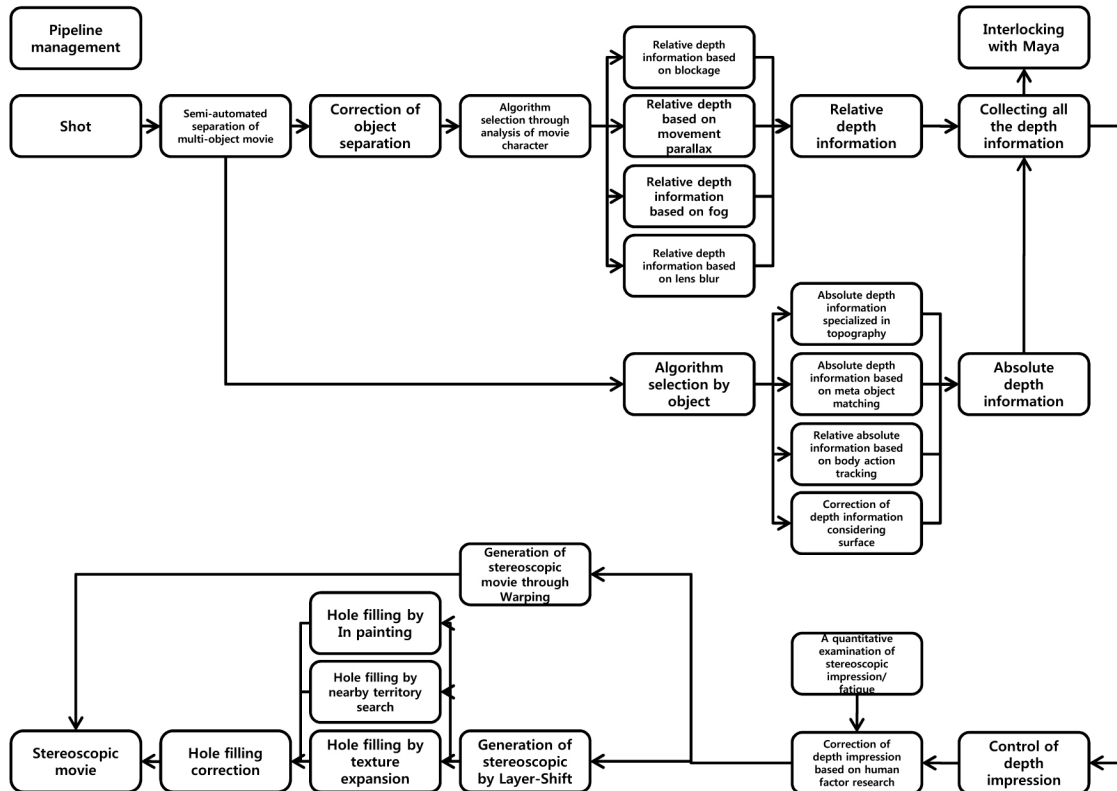 Pipeline
management
Interlocking
with Maya
Shot
Semi-automated
separation of
multi-object movie
Correction of
object
separation
Algorithm
selection through
analysis of movie
character
Relative depth
information based
on blockage
Relative depth
based on
movement
parallax
Relative depth
information
based on fog
Relative depth
information based
on lens blur
Relative
depth
information
Collecting all
the depth
information
Algorithm
selection by
object
Absolute depth
information
specialized in
topography
Absolute depth
information based
on meta object
matching
Relative absolute
information based
on body action
tracking
Correction of
depth information
considering
surface
Absolute
depth
information
Generation of
stereoscopic
movie through
Warping
Hole filling by
In painting
Hole filling by
nearby territory
search
Hole filling by
texture
expansion
A quantitative
examination of
stereoscopic
impression/
fatigue
Stereoscopic
movie
Hole filling
correction
Generation of
stereoscopic
by Layer-Shift
Correction of
depth impression
based on human
factor research
Control of
depth
impression